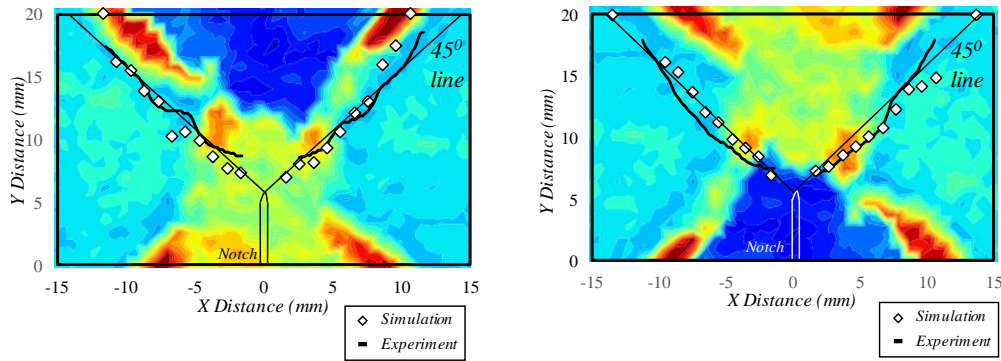 20
15
10
5
0
Y Distance (mm)
45⁰
line
Notch
-15 -10 -5 0 5 10 15
X Distance (mm)
Simulation
Experiment
20
15
10
5
0
Y Distance (mm)
45⁰
line
Notch
-15 -10 -5 0 5 10 15
X Distance (mm)
Simulation
Experiment